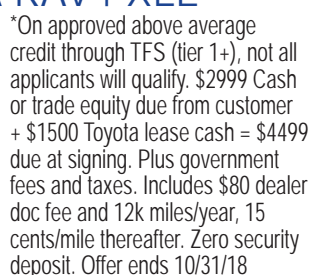 RAV4 XLE
*On approved above average
credit through TFS (tier 1+), not all
applicants will qualify. $2999 Cash
or trade equity due from customer
+ $1500 Toyota lease cash = $4499
due at signing. Plus government
fees and taxes. Includes $80 dealer
doc fee and 12k miles/year, 15
cents/mile thereafter. Zero security
deposit. Offer ends 10/31/18